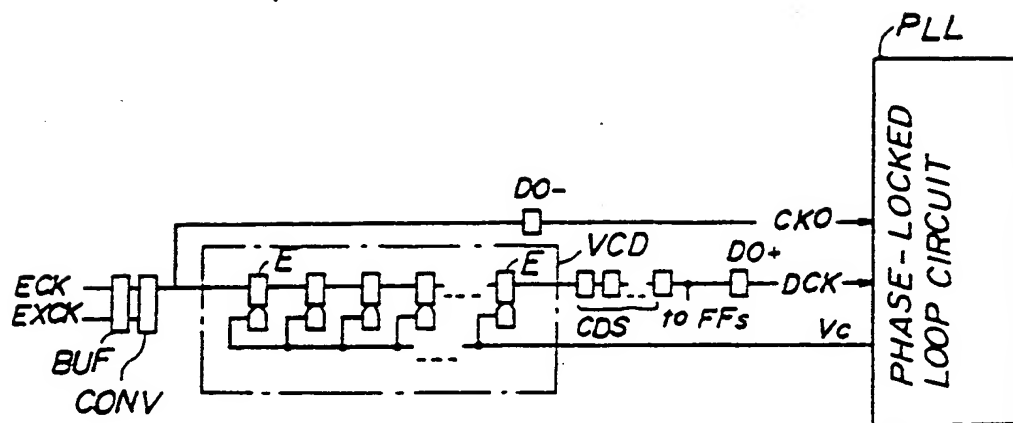 PLL
PHASE-LOCKED
LOOP CIRCUIT
DO-
CKO
E
E
VCD
DO+
ECK
EXCK
DCK
CDS
to FFs
Vc
BUF
CONV